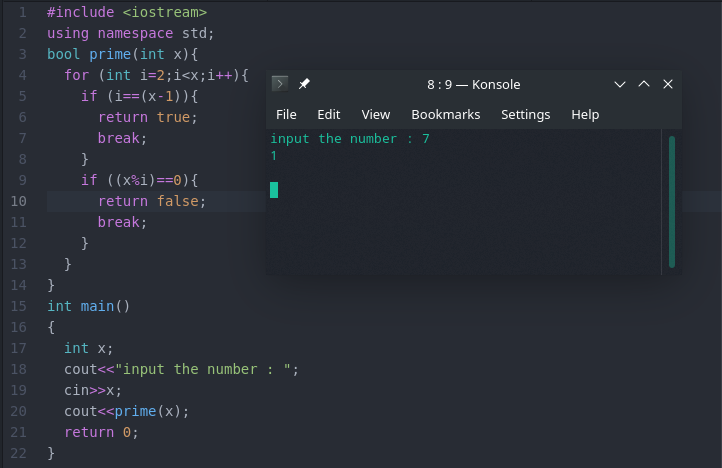 1 #include <iostream>
2 using namespace std;
3 bool prime(int x){
4   for (int i=2;i<x;i++){
5     if (i==(x-1)){
6       return true;
7       break;
8     }
9     if ((x%i)==0){
10       return false;
11       break;
12     }
13   }
14 }
15 int main()
16 {
17   int x;
18   cout<<"input the number : ";
19   cin>>x;
20   cout<<prime(x);
21   return 0;
22 }
8 : 9 — Konsole
File Edit View Bookmarks Settings Help
input the number : 7
1